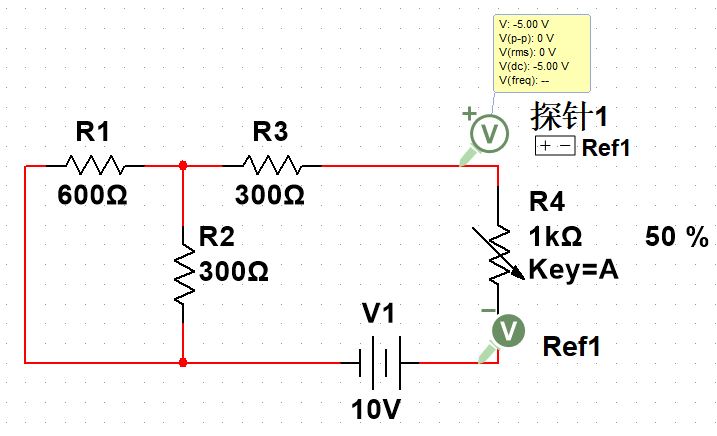 V: -5.00 V
V(p-p): 0 V
V(rms): 0 V
V(dc): -5.00 V
V(freq): --
+
V
探针1
+ -
Ref1
R1
R3
600Ω
300Ω
R4
R2
1kΩ
50 %
300Ω
Key=A
V1
V
Ref1
10V